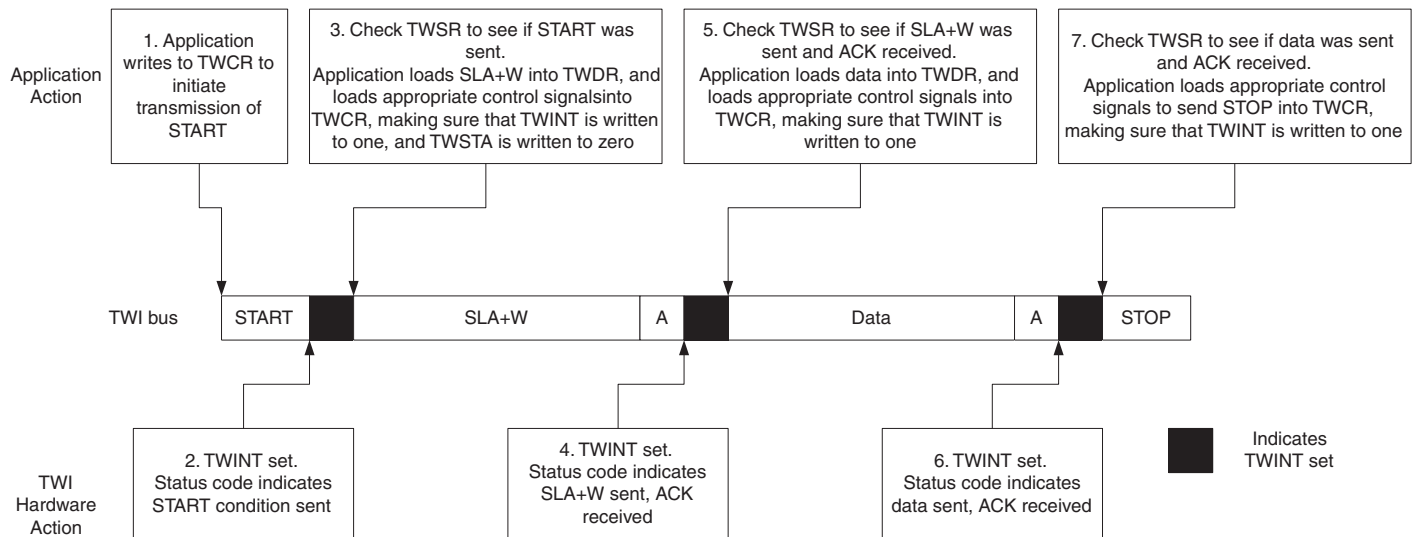 Application
Action
1. Application
writes to TWCR to
initiate
transmission of
START
3. Check TWSR to see if START was
sent.
Application loads SLA+W into TWDR, and
loads appropriate control signalsinto
TWCR, making sure that TWINT is written
to one, and TWSTA is written to zero
5. Check TWSR to see if SLA+W was
sent and ACK received.
Application loads data into TWDR, and
loads appropriate control signals into
TWCR, making sure that TWINT is
written to one
7. Check TWSR to see if data was sent
and ACK received.
Application loads appropriate control
signals to send STOP into TWCR,
making sure that TWINT is written to one
TWI bus
START
SLA+W
A
Data
A
STOP
TWI
Hardware
Action
2. TWINT set.
Status code indicates
START condition sent
4. TWINT set.
Status code indicates
SLA+W sent, ACK
received
6. TWINT set.
Status code indicates
data sent, ACK received
Indicates
TWINT set